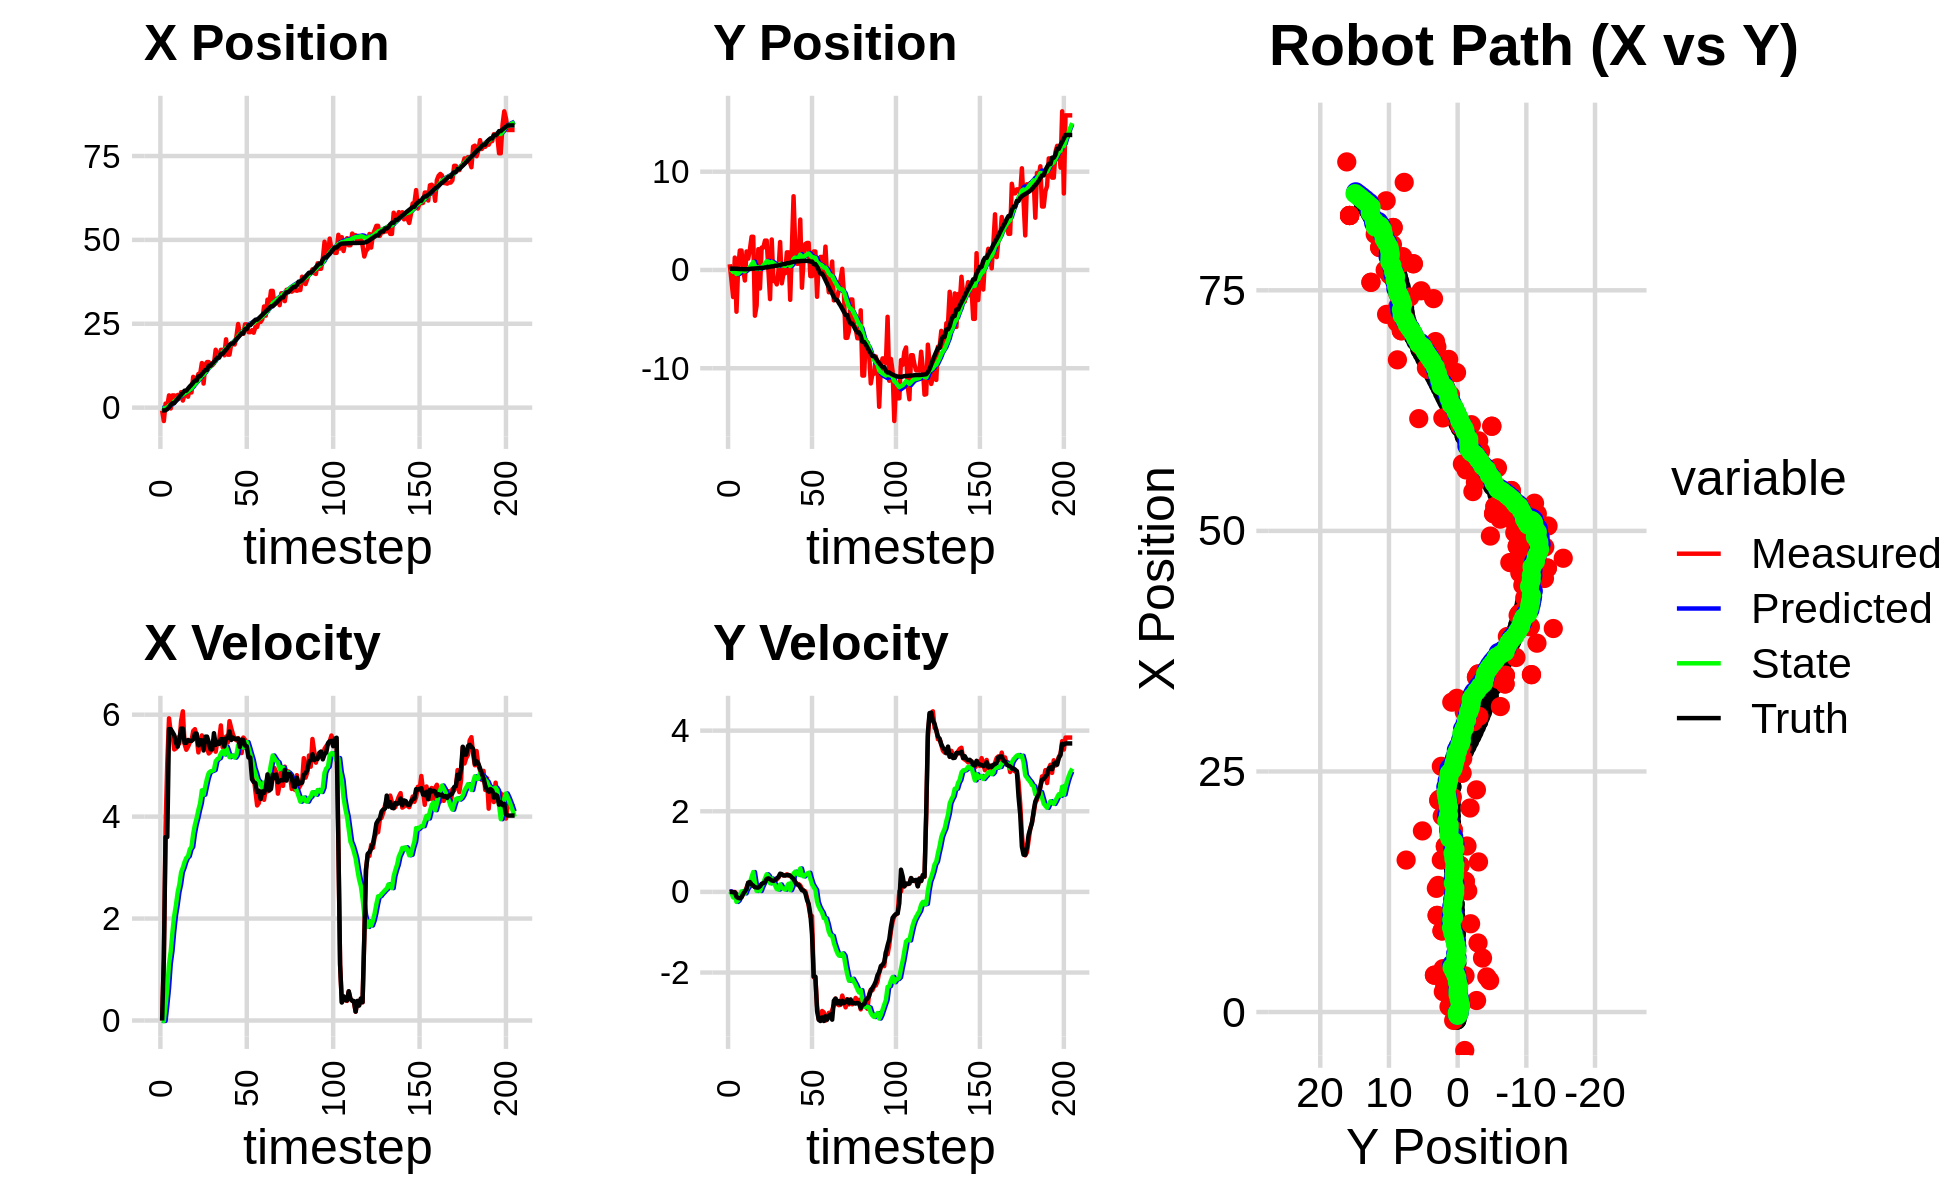 X Position
75
50
25
0
0
50
100
150
200
timestep
Y Position
10
0
-10
0
50
100
150
200
timestep
X Velocity
6
4
2
0
0
50
100
150
200
timestep
Y Velocity
4
2
0
-2
0
50
100
150
200
timestep
Robot Path (X vs Y)
X Position
75
50
25
0
20 10 0 -10 -20
Y Position
variable
Measured
Predicted
State
Truth